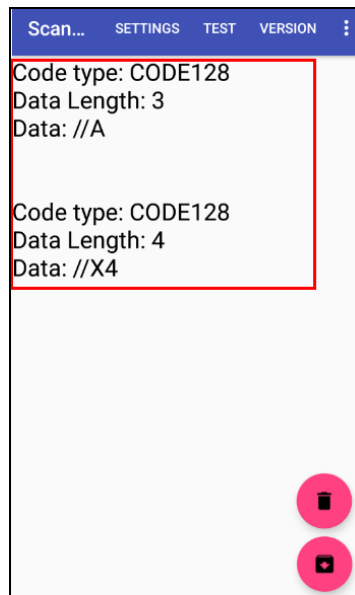 Scan... SETTINGS TEST VERSION
Code type: CODE128
Data Length: 3
Data: //A
Code type: CODE128
Data Length: 4
Data: //X4